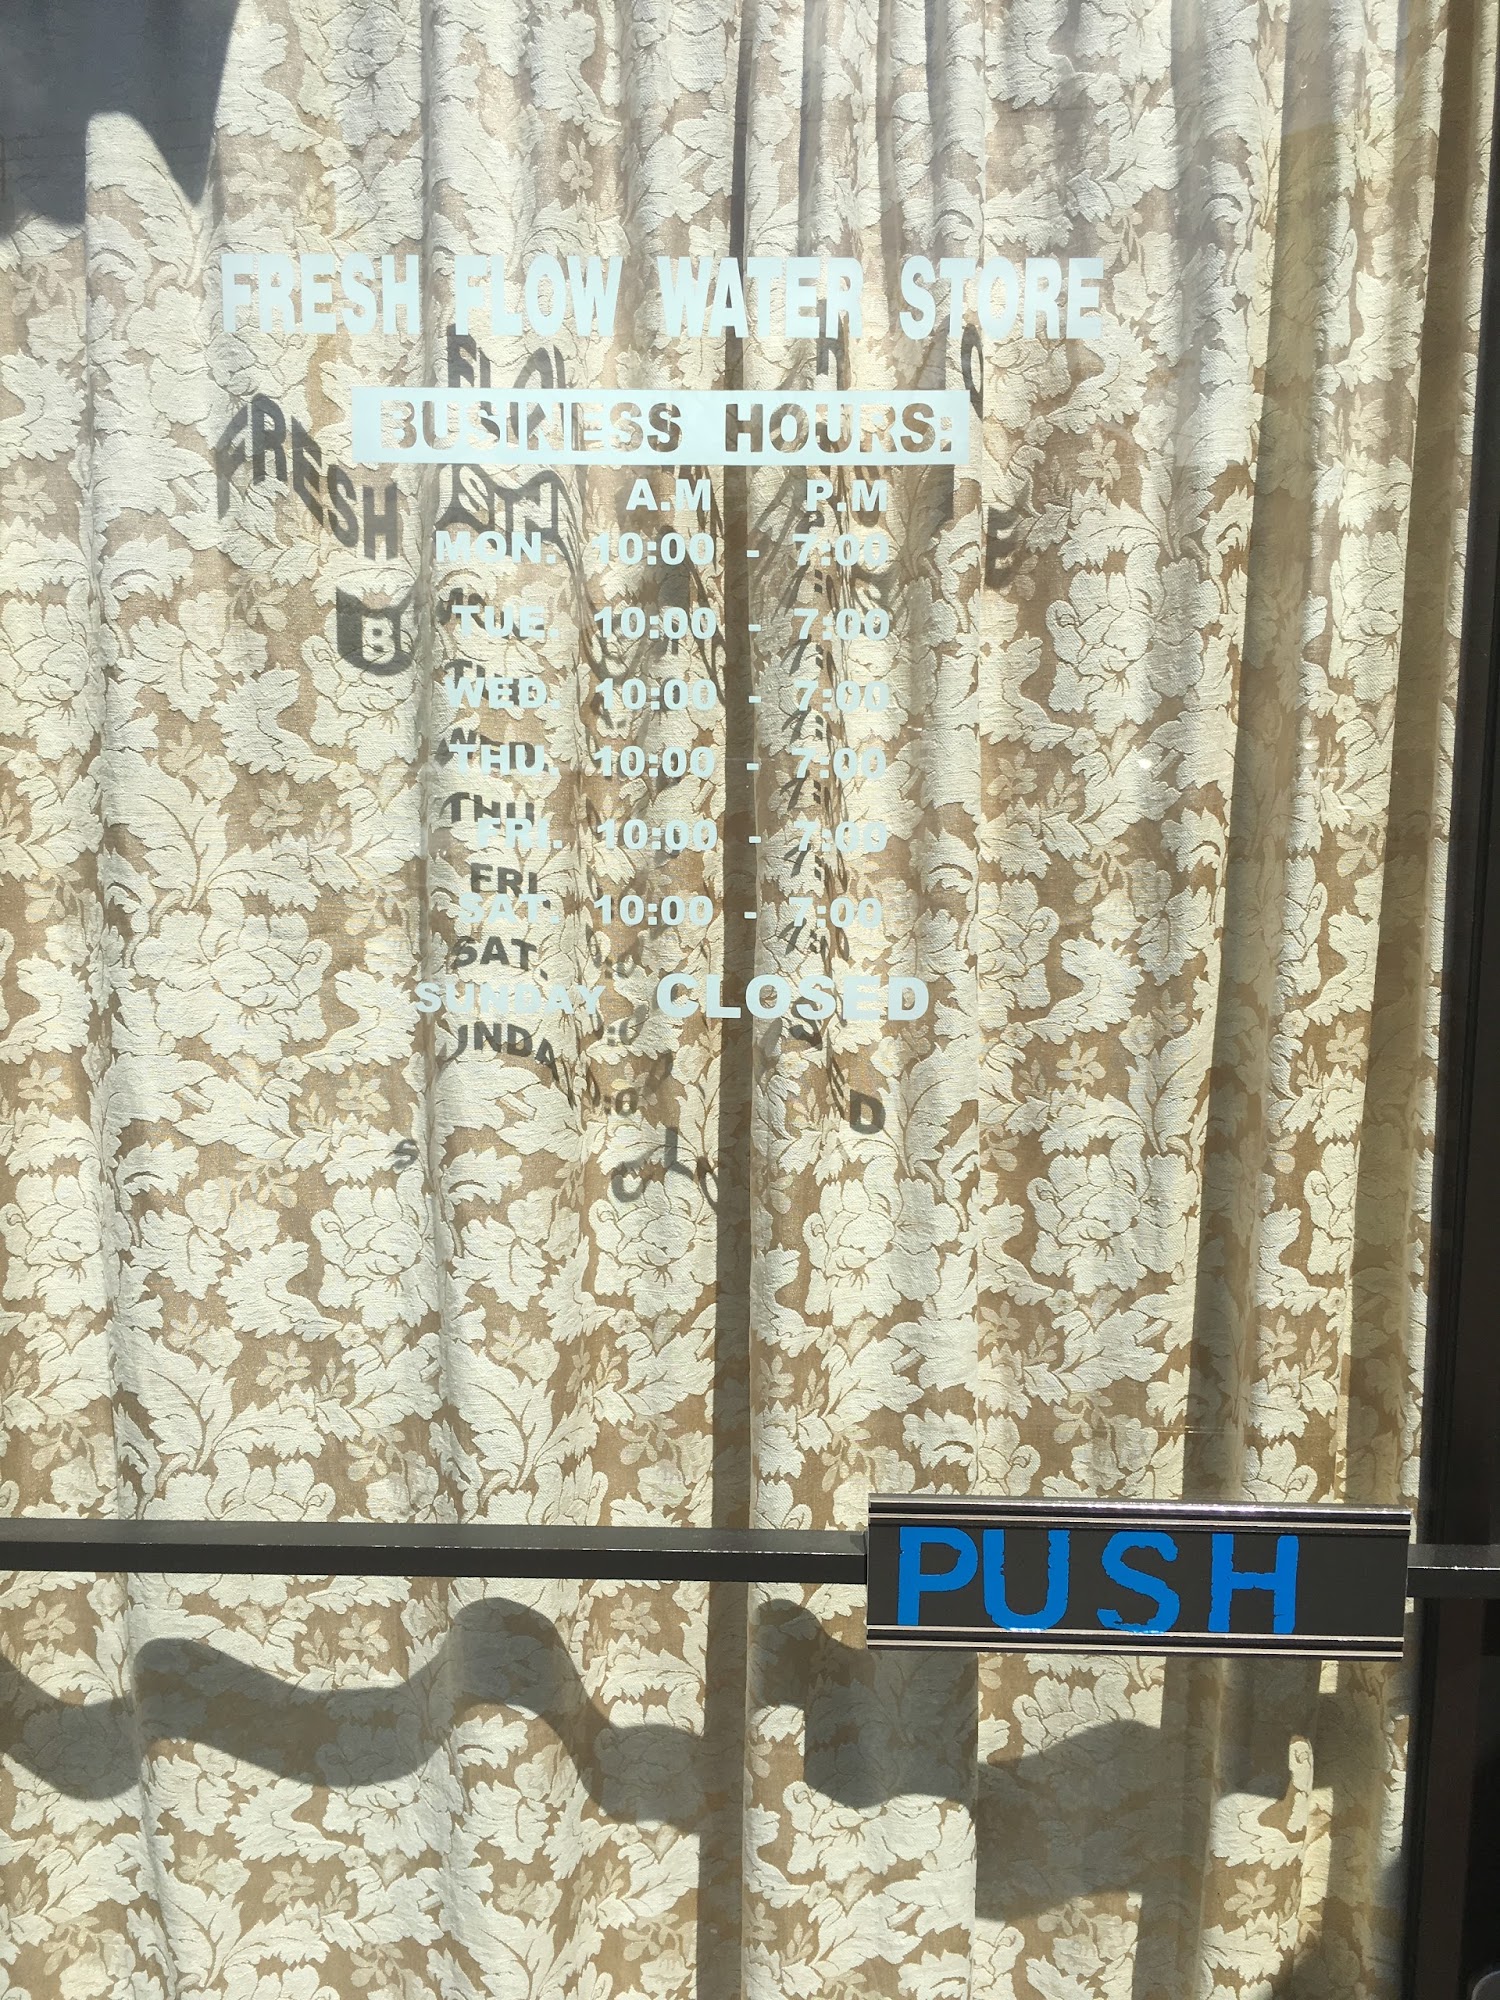 FRESH FLOW WATER STORE
BUSINESS HOURS:
A.M P.M
MON. 10:00 - 7:00
TUE. 10:00 - 7:00
WED. 10:00 - 7:00
THU. 10:00 - 7:00
FRI. 10:00 - 7:00
SAT. 10:00 - 7:00
SUNDAY CLOSED
PUSH